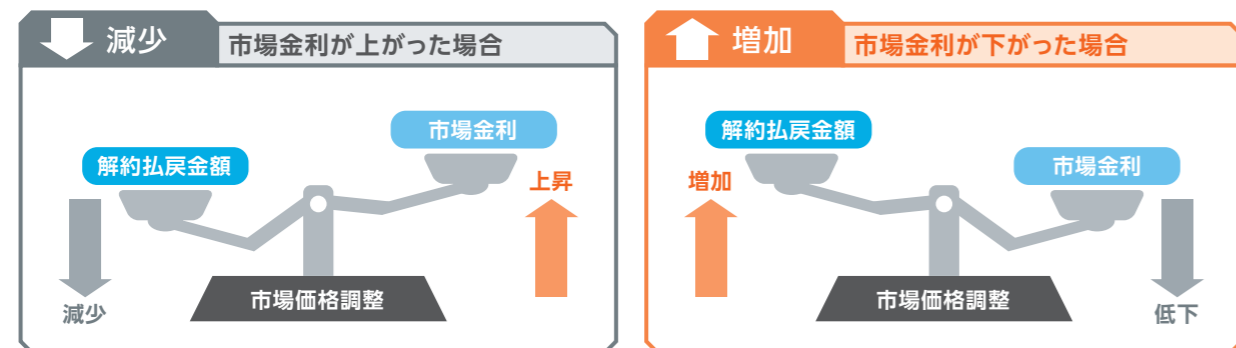 減少
市場金利が上がった場合
市場金利
解約払戻金額
上昇
市場価格調整
減少
増加
市場金利が下がった場合
解約払戻金額
市場金利
増加
市場価格調整
低下